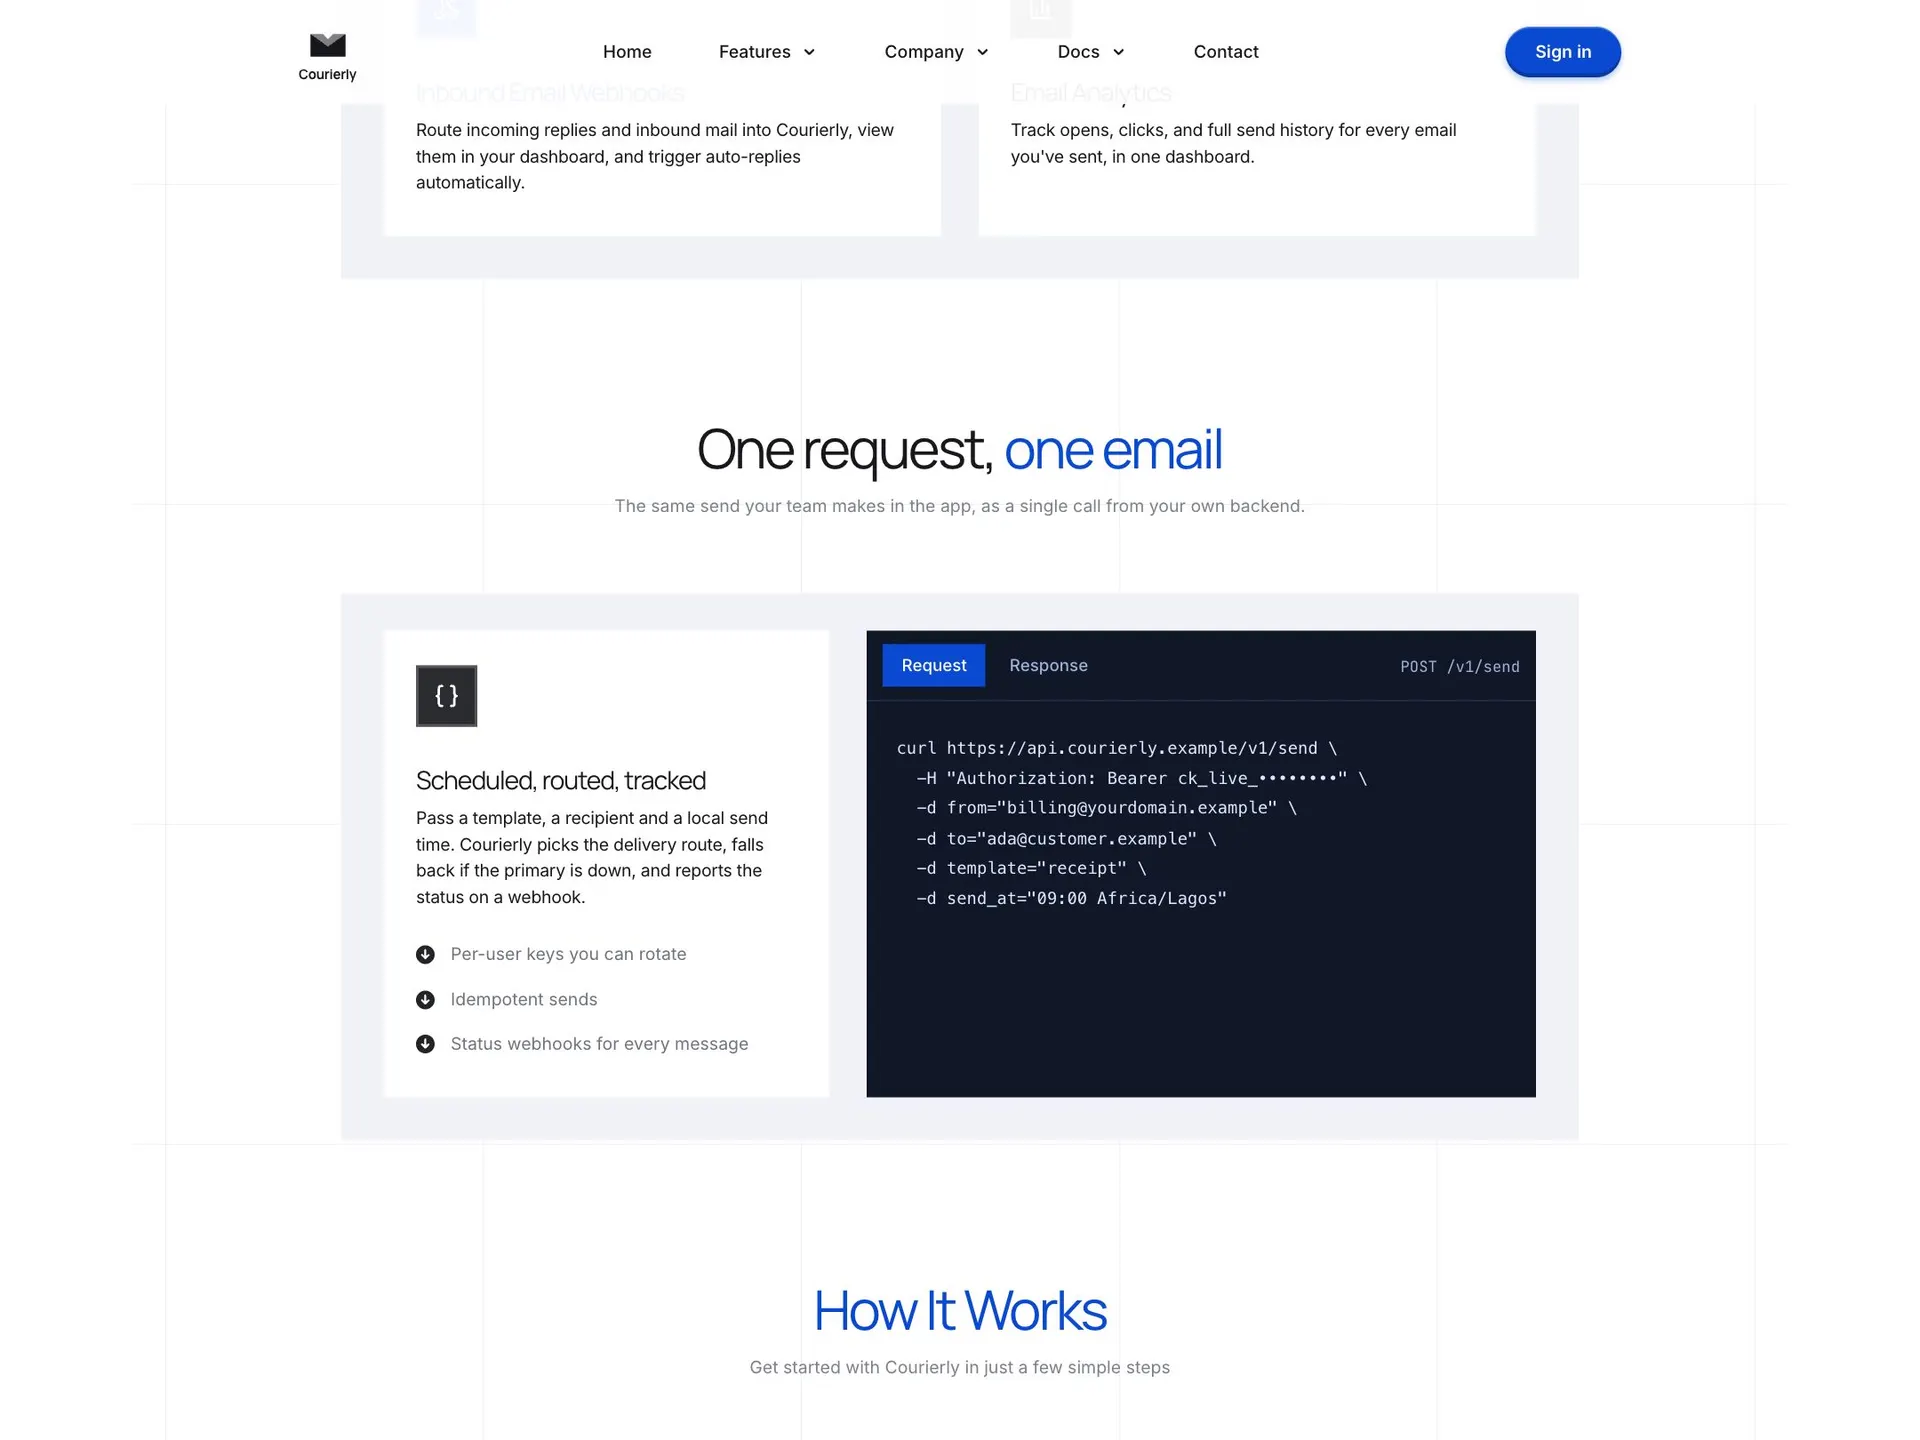 Courierly
Home
Features
Company
Docs
Contact
Sign in
Inbound Email Webhooks
Route incoming replies and inbound mail into Courierly, view
them in your dashboard, and trigger auto-replies
automatically.
Email Analytics
Track opens, clicks, and full send history for every email
you've sent, in one dashboard.
One request, one email
The same send your team makes in the app, as a single call from your own backend.
{}
Scheduled, routed, tracked
Pass a template, a recipient and a local send
time. Courierly picks the delivery route, falls
back if the primary is down, and reports the
status on a webhook.
Per-user keys you can rotate
Idempotent sends
Status webhooks for every message
Request
Response
POST /v1/send
curl https://api.courierly.example/v1/send \
-H "Authorization: Bearer ck_live_••••••••" \
-d from="billing@yourdomain.example" \
-d to="ada@customer.example" \
-d template="receipt" \
-d send_at="09:00 Africa/Lagos"
How It Works
Get started with Courierly in just a few simple steps